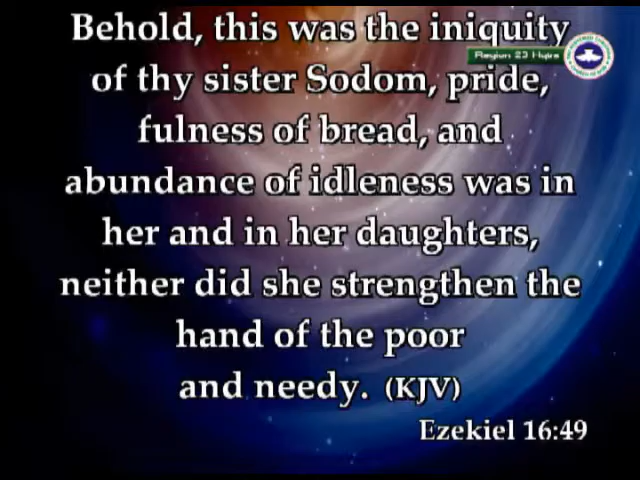 Behold, this was the iniquity
Region 23 Hqtrs
of thy sister Sodom, pride,
fulness of bread, and
abundance of idleness was in
her and in her daughters,
neither did she strengthen the
hand of the poor
and needy. (KJV)
Ezekiel 16:49